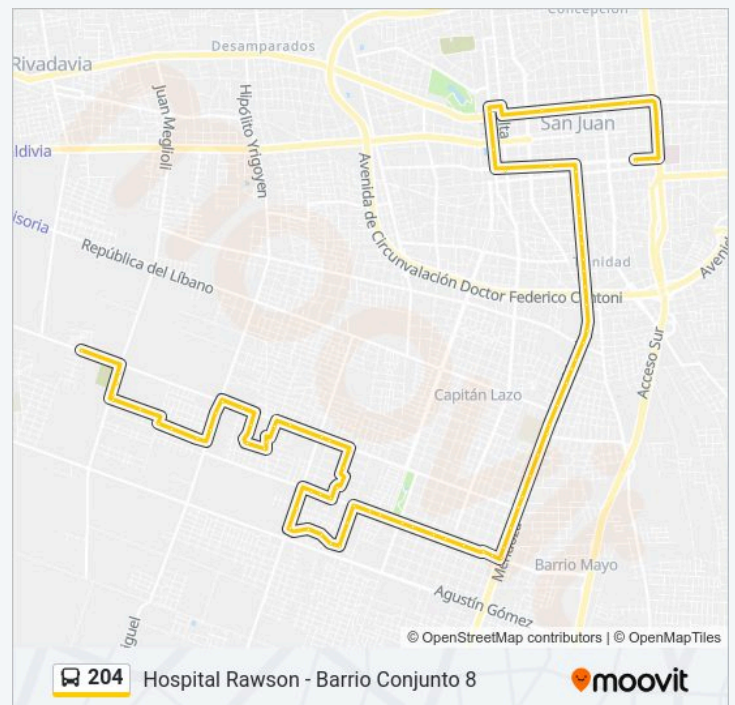 Concepción
Desamparados
Rivadavia
Juan Meglioli
Hipólito Yrigoyen
San Juan
ldivia
Avenida de Circunvalación Doctor Federico Cantoni
isoria
República del Líbano
Trinidad
Acceso Sur
Capitán Lazo
Mendoza
Barrio Mayo
Agustín Gómez
iguel
© OpenStreetMap contributors | © OpenMapTiles
204 Hospital Rawson - Barrio Conjunto 8
moovit